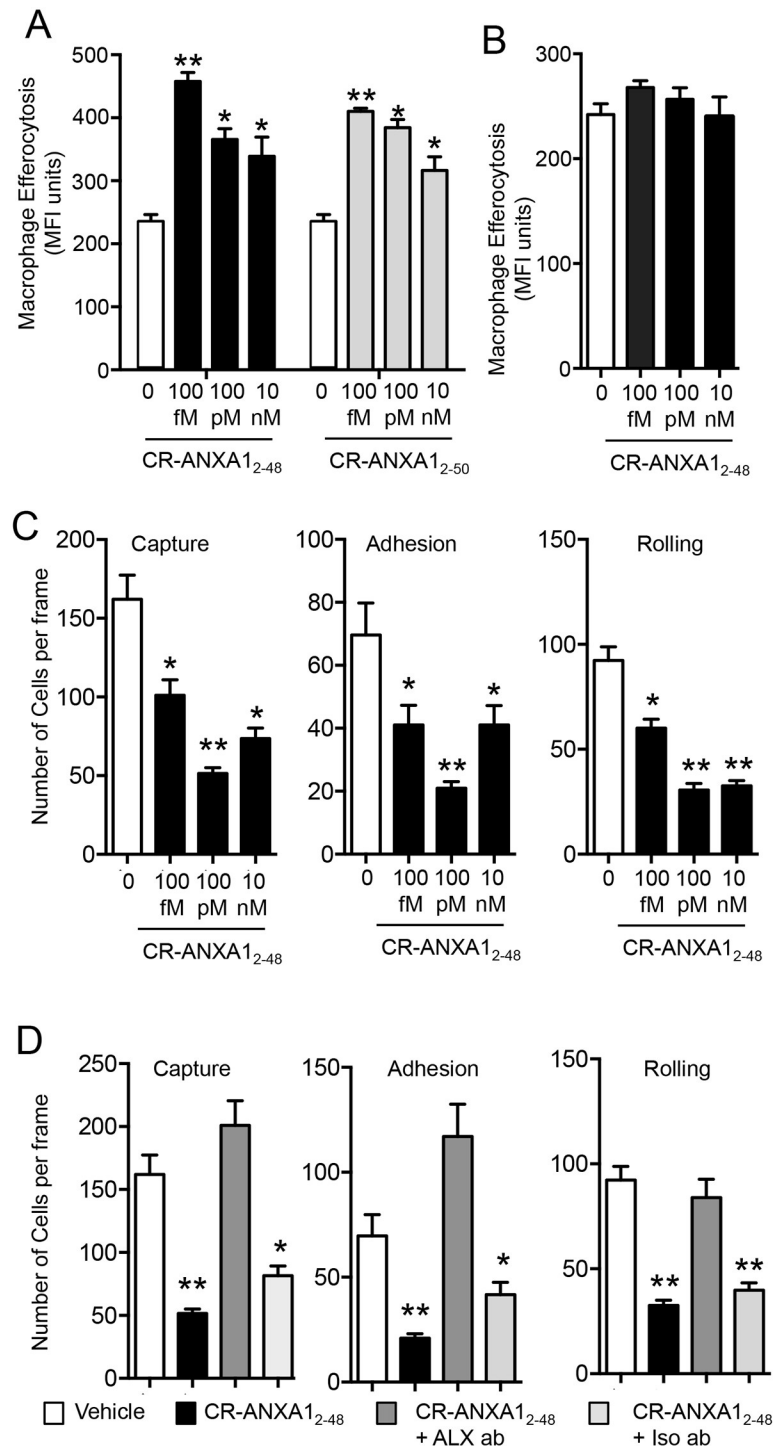 A
B
Macrophage Efferocytosis
(MFI units)
500
400
300
200
100
0
** * * ** * *
0 100 100 10 0 100 100 10
fM pM nM fM pM nM
CR-ANXA1₂₋₄₈ CR-ANXA1₂₋₅₀
Macrophage Efferocytosis
(MFI units)
300
200
100
0
0 100 100 10
fM pM nM
CR-ANXA1₂₋₄₈
C
Number of Cells per frame
Capture
200
150
100
50
0
* ** *
0 100 100 10
fM pM nM
CR-ANXA1₂₋₄₈
Adhesion
100
80
60
40
20
0
* ** *
0 100 100 10
fM pM nM
CR-ANXA1₂₋₄₈
Rolling
150
100
50
0
* ** **
0 100 100 10
fM pM nM
CR-ANXA1₂₋₄₈
D
Number of Cells per frame
Capture
250
200
150
100
50
0
** *
Adhesion
150
100
50
0
** *
Rolling
150
100
50
0
** **
Vehicle
CR-ANXA1₂₋₄₈
CR-ANXA1₂₋₄₈
+ ALX ab
CR-ANXA1₂₋₄₈
+ Iso ab